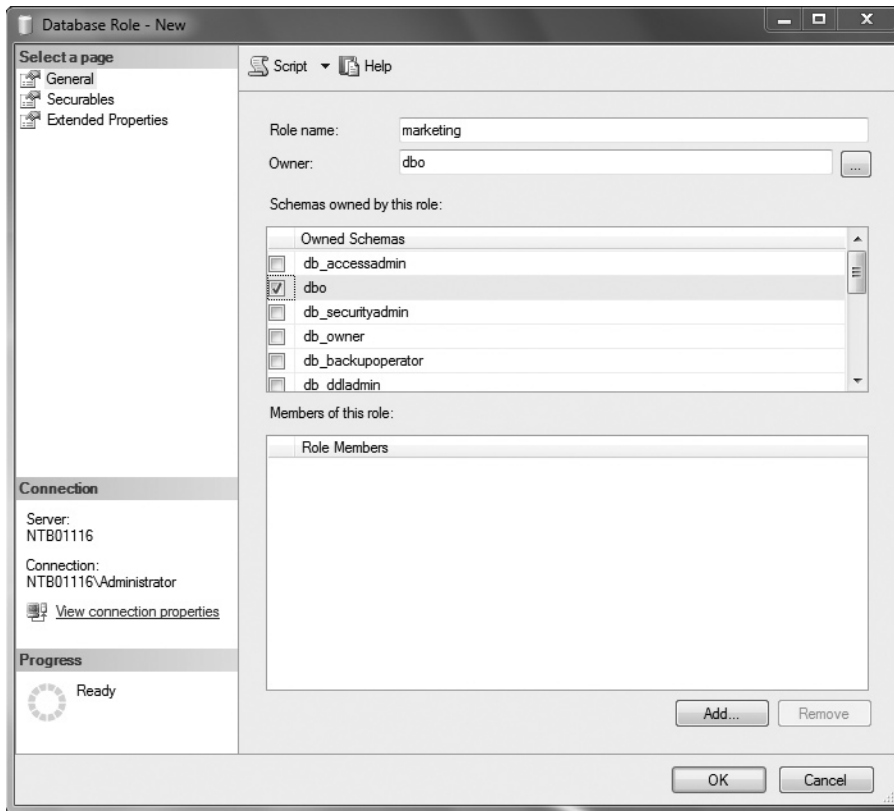 Database Role - New
Select a page
General
Securables
Extended Properties
Script
Help
Role name:
marketing
Owner:
dbo
...
Schemas owned by this role:
Owned Schemas
db_accessadmin
dbo
db_securityadmin
db_owner
db_backupoperator
db_ddladmin
Members of this role:
Role Members
Connection
Server:
NTB01116
Connection:
NTB01116\Administrator
View connection properties
Progress
Ready
Add...
Remove
OK
Cancel